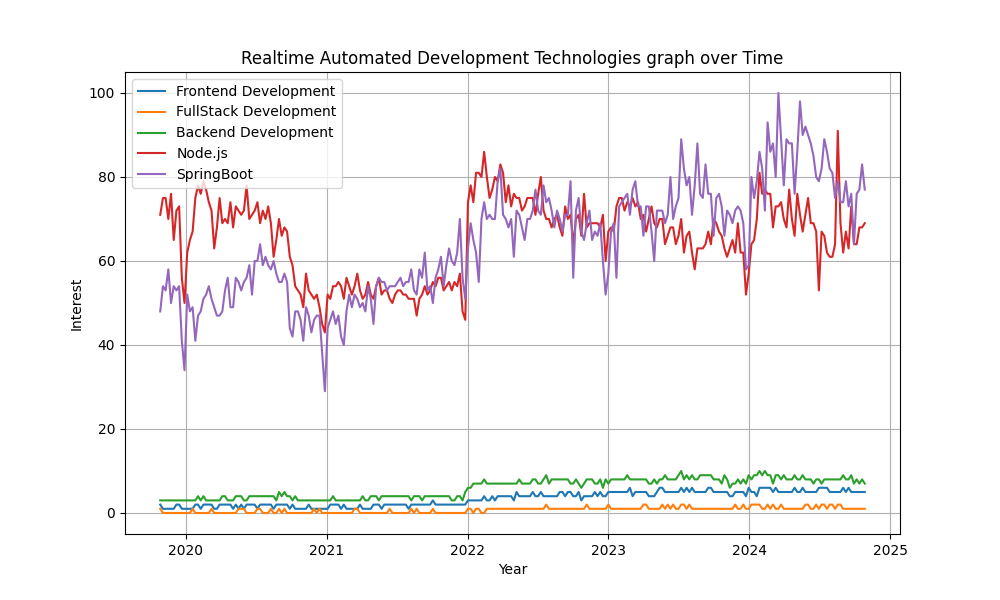 Realtime Automated Development Technologies graph over Time
Frontend Development
FullStack Development
Backend Development
Node.js
SpringBoot
100
80
60
40
20
0
Interest
2020 2021 2022 2023 2024 2025
Year